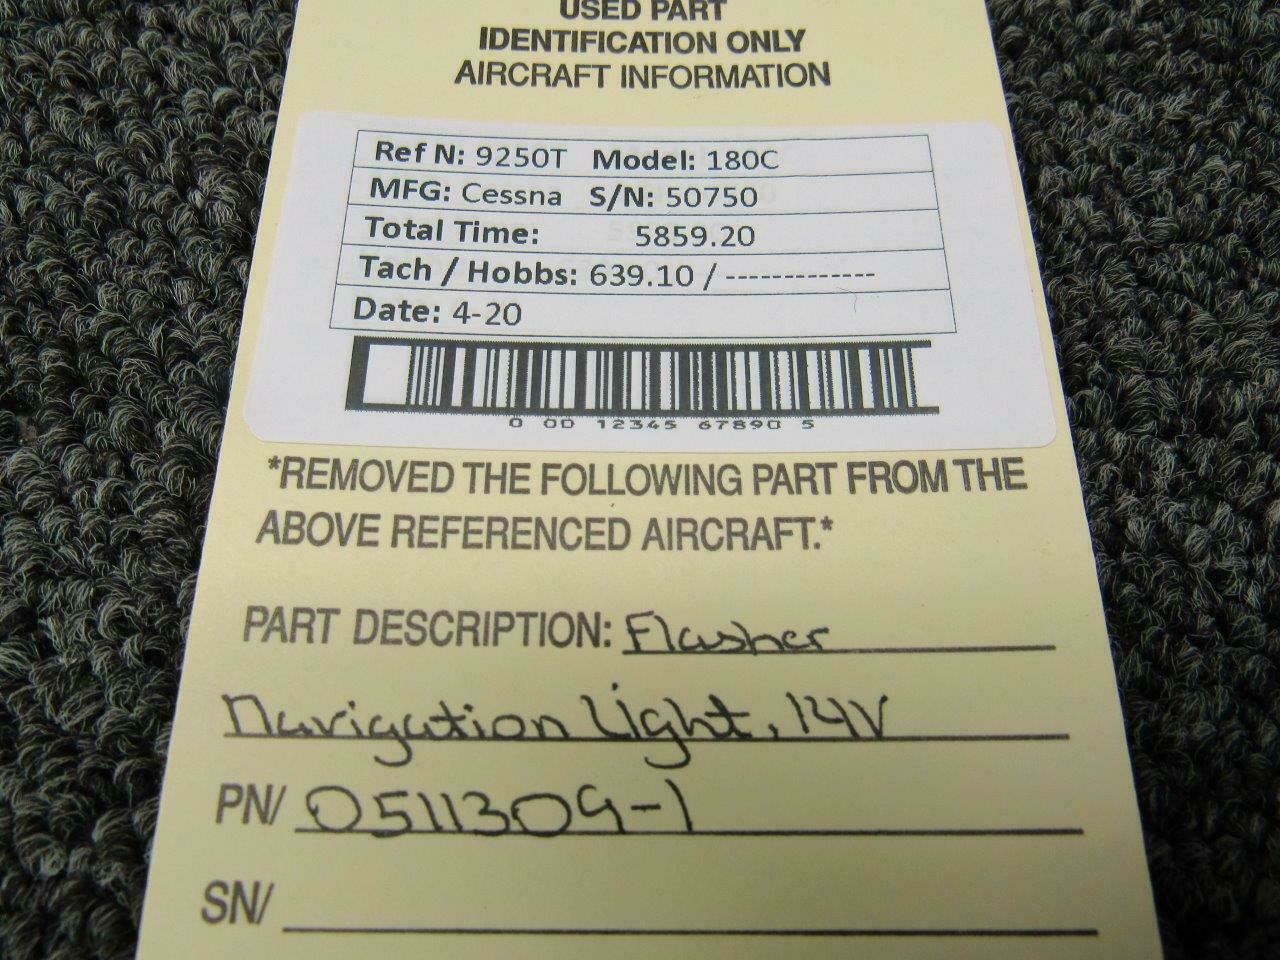 USED PART
IDENTIFICATION ONLY
AIRCRAFT INFORMATION
Ref N: 9250T Model: 180C
MFG: Cessna S/N: 50750
Total Time: 5859.20
Tach / Hobbs: 639.10 / -------------
Date: 4-20
0 00 12345 67890 5
*REMOVED THE FOLLOWING PART FROM THE
ABOVE REFERENCED AIRCRAFT.*
PART DESCRIPTION: Flasher
Navigation Light, 14V
PN/ 0511309-1
SN/